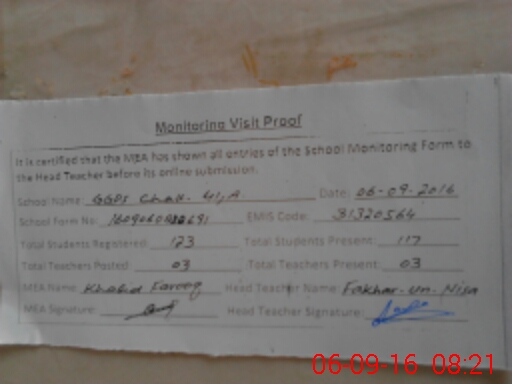 Monitoring Visit Proof
It is certified that the MEA has shown all entries of the School Monitoring Form to
the Head Teacher before its online submission.
School Name: GGPS Chak- 41/A Date: 06-09-2016
School Form No: EMIS Code: 31320564
Total Students Registered: 123 Total Students Present: 117
Total Teachers Posted: 03 Total Teachers Present: 03
MEA Name: Khalid Farooq Head Teacher Name: Fakhar-un-Nisa
MEA Signature: Head Teacher Signature:
06-09-16 08:21